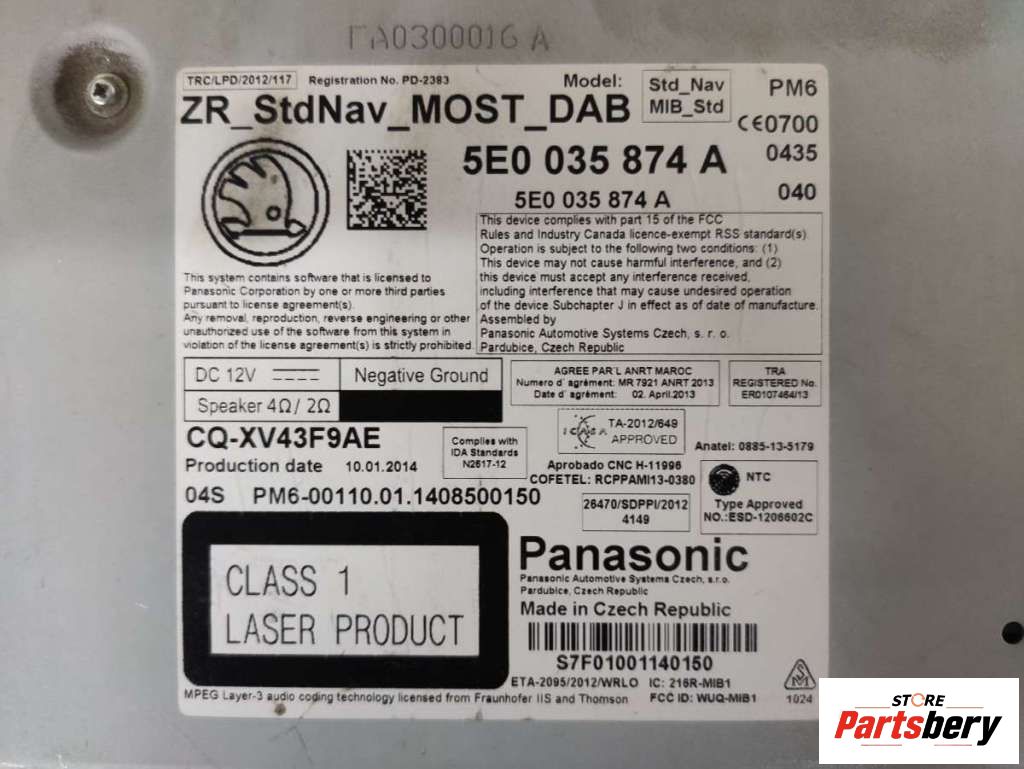 TA0300016 A
TRC/LPD/2012/117
Registration No. PD-2383
Model:
Std_Nav
MIB_Std
PM6
ZR_StdNav_MOST_DAB
CE0700
5E0 035 874 A
0435
5E0 035 874 A
040
This device complies with part 15 of the FCC
Rules and Industry Canada licence-exempt RSS standard(s).
Operation is subject to the following two conditions: (1)
This device may not cause harmful interference, and (2)
this device must accept any interference received,
including interference that may cause undesired operation
of the device.Subchapter J in effect as of date of manufacture.
Assembled by
Panasonic Automotive Systems Czech, s. r. o.
Pardubice, Czech Republic
This system contains software that is licensed to
Panasonic Corporation by one or more third parties
pursuant to license agreement(s).
Any removal, reproduction, reverse engineering or other
unauthorized use of the software from this system in
violation of the license agreement(s) is strictly prohibited.
DC 12V
Negative Ground
Speaker 4Ω/ 2Ω
AGREE PAR L ANRT MAROC
Numero d' agrément: MR 7921 ANRT 2013
Date d' agrément: 02. April.2013
TRA
REGISTERED No.
ER0107464/13
CQ-XV43F9AE
Production date 10.01.2014
Complies with
IDA Standards
N2617-12
ICASA
TA-2012/649
APPROVED
Anatel: 0885-13-5179
Aprobado CNC H-11996
COFETEL: RCPPAMI13-0380
NTC
Type Approved
NO.:ESD-1206602C
04S PM6-00110.01.1408500150
26470/SDPPI/2012
4149
CLASS 1
LASER PRODUCT
Panasonic
Panasonic Automotive Systems Czech, s.r.o.
Pardubice, Czech Republic
Made in Czech Republic
S7F01001140150
ETA-2095/2012/WRLO IC: 216R-MIB1
MPEG Layer-3 audio coding technology licensed from Fraunhofer IIS and Thomson
FCC ID: WUQ-MIB1
1024
STORE
Partsbery